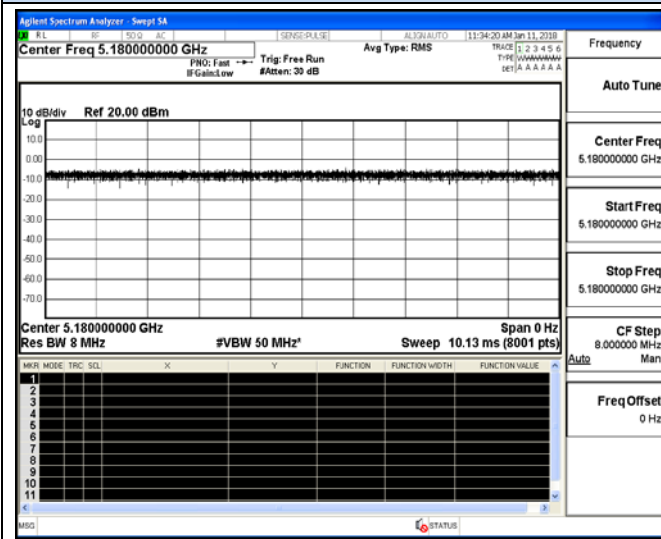 Agilent Spectrum Analyzer - Swept SA
RL RF 50 Ω AC SENSE:PULSE ALIGN AUTO 11:34:20 AM Jan 11, 2018
Center Freq 5.180000000 GHz Avg Type: RMS TRACE 1 2 3 4 5 6
PNO: Fast Trig: Free Run TYPE WWWWWW
IFGain:Low #Atten: 30 dB DET A A A A A A
10 dB/div Ref 20.00 dBm
Log
10.0
0.00
-10.0
-20.0
-30.0
-40.0
-50.0
-60.0
-70.0
Center 5.180000000 GHz Span 0 Hz
Res BW 8 MHz #VBW 50 MHz* Sweep 10.13 ms (8001 pts)
MKR MODE TRC SCL X Y FUNCTION FUNCTION WIDTH FUNCTION VALUE
1
2
3
4
5
6
7
8
9
10
11
MSG STATUS
Frequency
Auto Tune
Center Freq
5.180000000 GHz
Start Freq
5.180000000 GHz
Stop Freq
5.180000000 GHz
CF Step
8.000000 MHz
Auto Man
Freq Offset
0 Hz